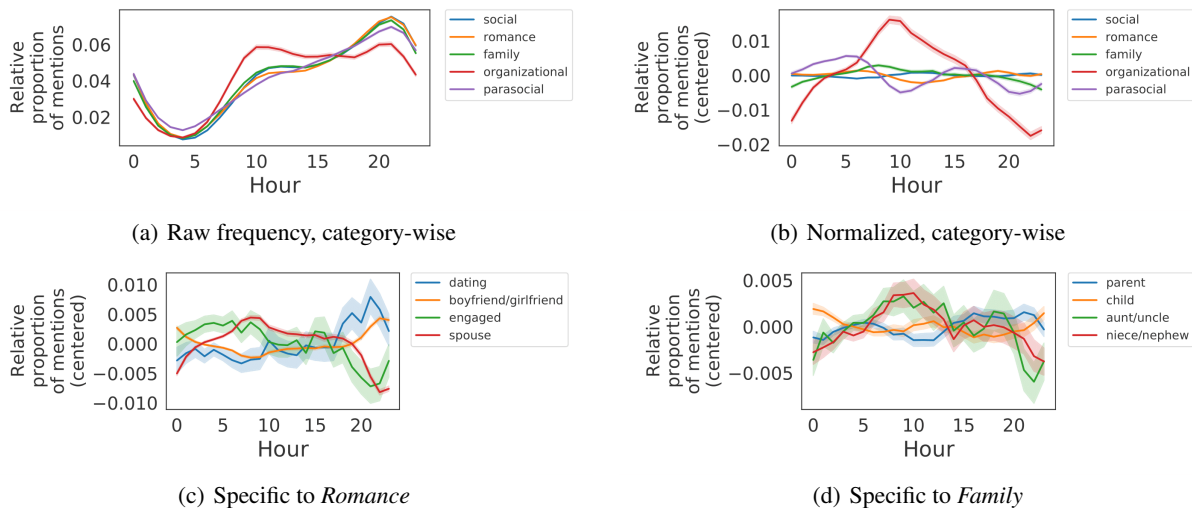 Relative
proportion
of mentions
0.06
0.04
0.02
0
5
10
15
20
Hour
social
romance
family
organizational
parasocial
(a) Raw frequency, category-wise
Relative
proportion
of mentions
(centered)
0.01
0.00
−0.01
−0.02
0
5
10
15
20
Hour
social
romance
family
organizational
parasocial
(b) Normalized, category-wise
Relative
proportion
of mentions
(centered)
0.010
0.005
0.000
−0.005
−0.010
0
5
10
15
20
Hour
dating
boyfriend/girlfriend
engaged
spouse
(c) Specific to Romance
Relative
proportion
of mentions
(centered)
0.005
0.000
−0.005
0
5
10
15
20
Hour
parent
child
aunt/uncle
niece/nephew
(d) Specific to Family